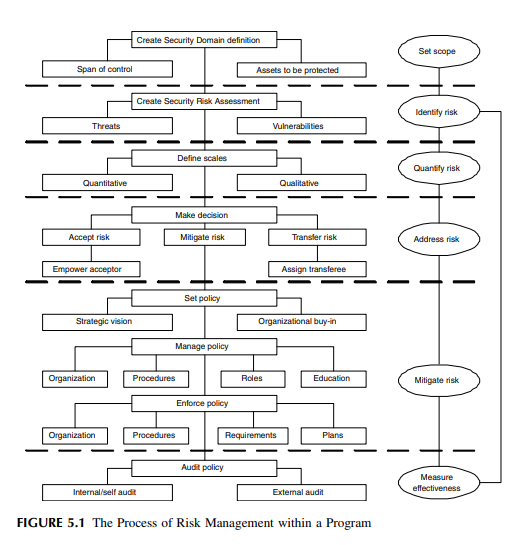 Create Security Domain definition
Set scope
Span of control
Assets to be protected
Create Security Risk Assessment
Identify risk
Threats
Vulnerabilities
Define scales
Quantify risk
Quantitative
Qualitative
Make decision
Accept risk
Mitigate risk
Transfer risk
Address risk
Empower acceptor
Assign transferee
Set policy
Strategic vision
Organizational buy-in
Manage policy
Organization
Procedures
Roles
Education
Mitigate risk
Enforce policy
Organization
Procedures
Requirements
Plans
Audit policy
Measure
effectiveness
Internal/self audit
External audit
FIGURE 5.1 The Process of Risk Management within a Program